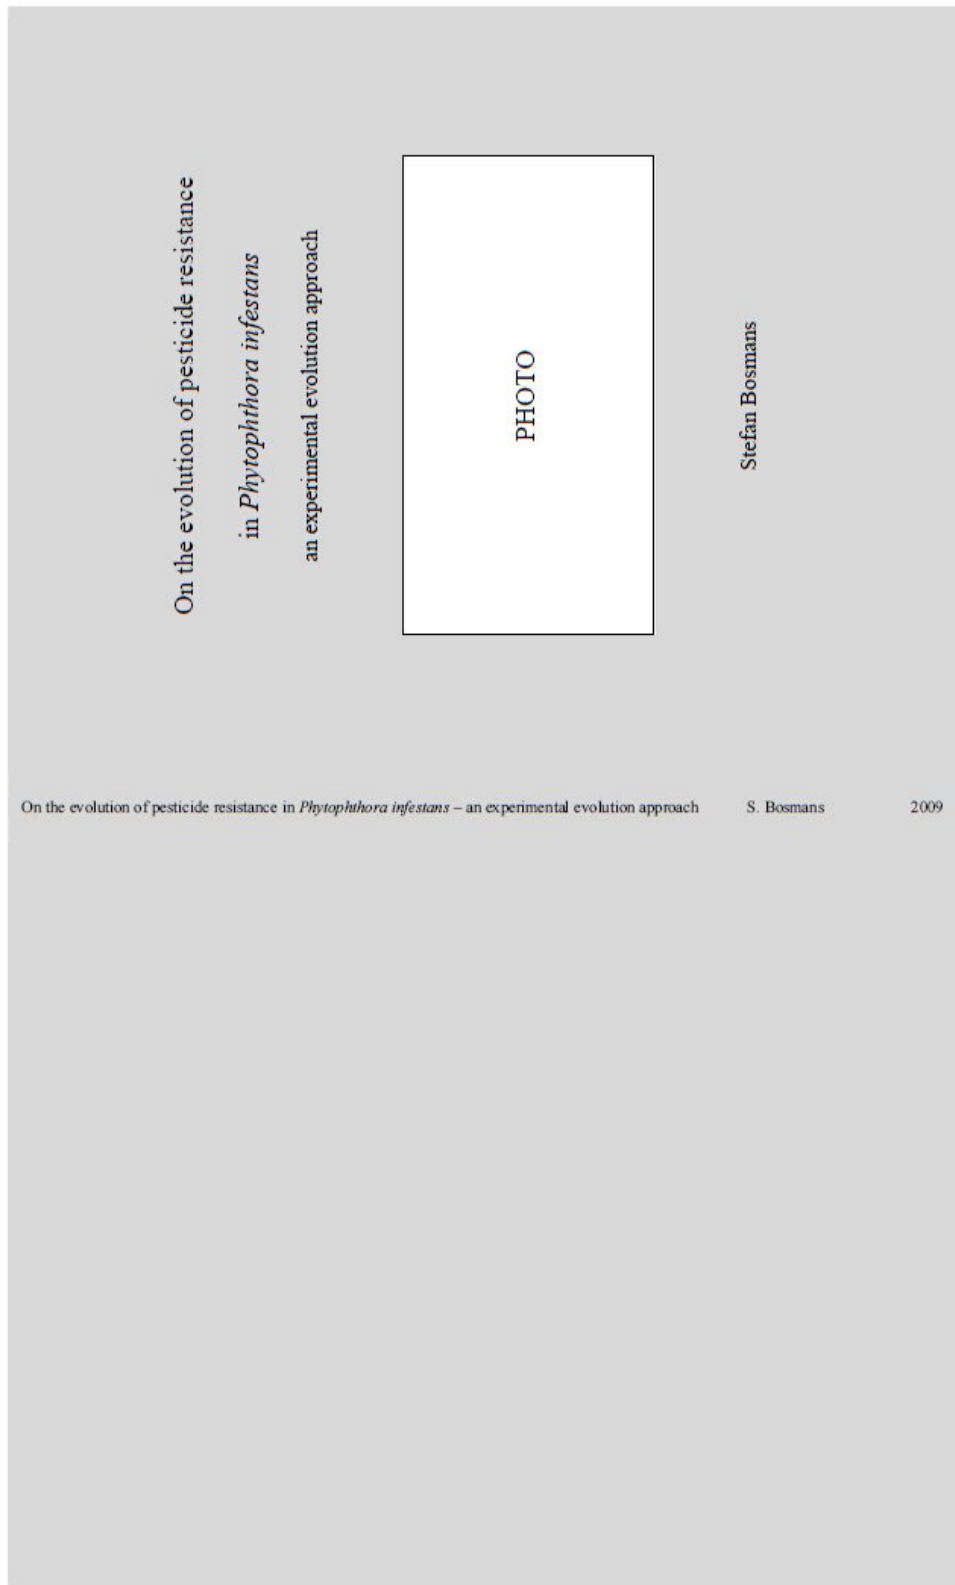 On the evolution of pesticide resistance
in Phytophthora infestans
an experimental evolution approach
PHOTO
Stefan Bosmans
On the evolution of pesticide resistance in Phytophthora infestans – an experimental evolution approach S. Bosmans 2009